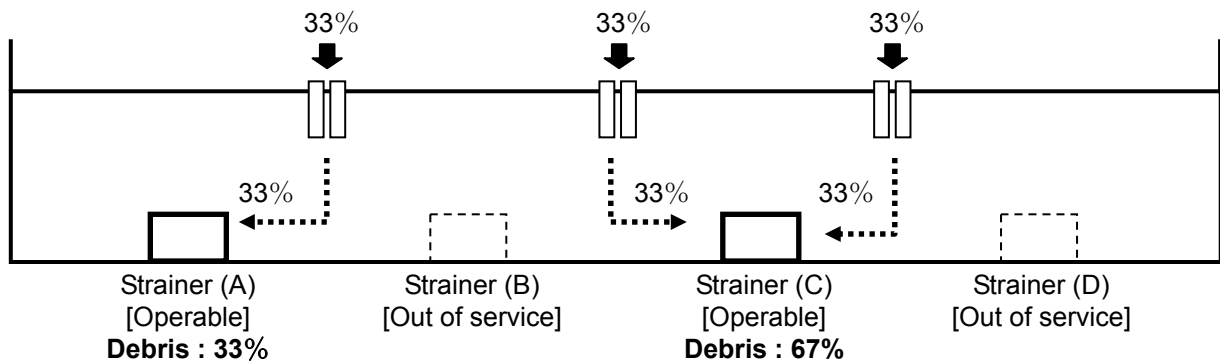 33%
33%
33%
33%
33%
33%
Strainer (A)
[Operable]
Debris : 33%
Strainer (B)
[Out of service]
Strainer (C)
[Operable]
Debris : 67%
Strainer (D)
[Out of service]